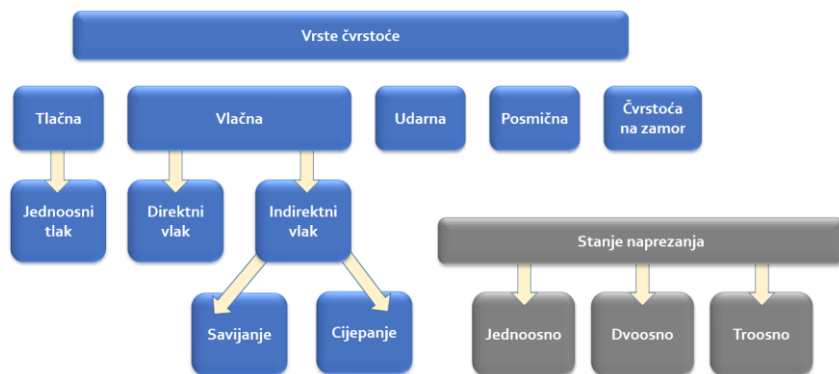 Vrste čvrstoće
Tlačna
Vlačna
Udarna
Posmična
Čvrstoća
na zamor
Jednoosni
tlak
Direktni
vlak
Indirektni
vlak
Stanje naprezanja
Savijanje
Cijepanje
Jednoosno
Dvoosno
Troosno